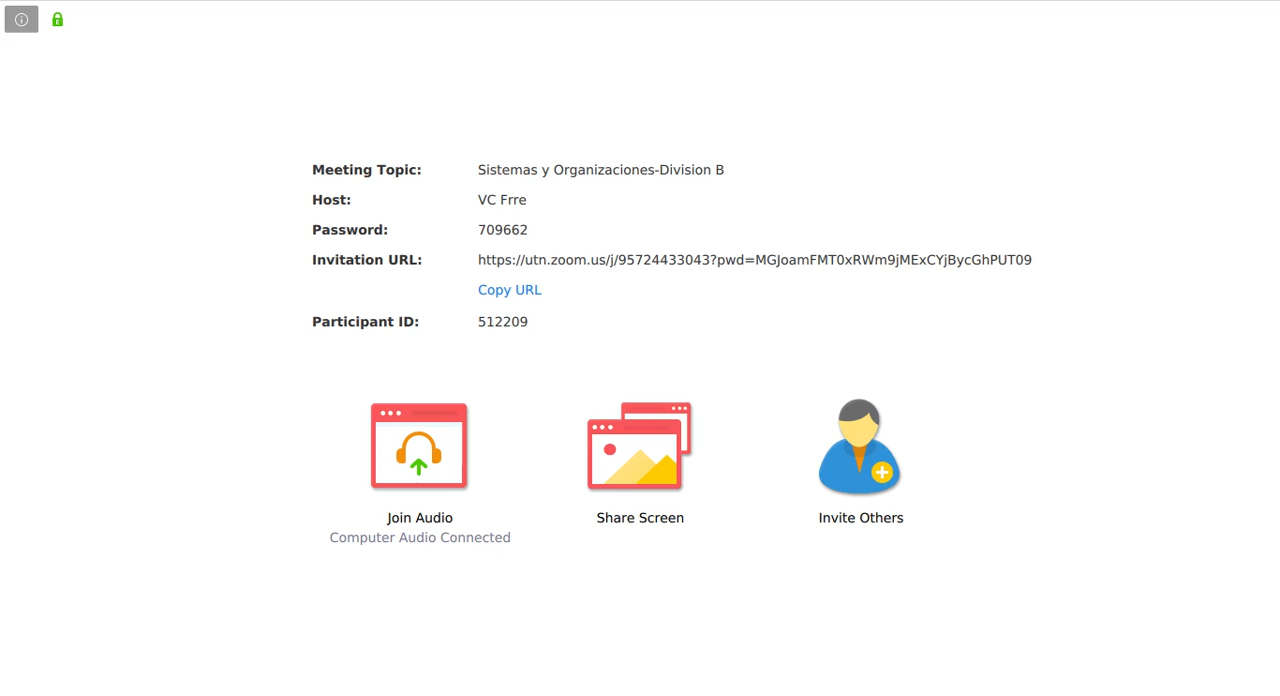 Meeting Topic: Sistemas y Organizaciones-Division B
Host: VC Frre
Password: 709662
Invitation URL: https://utn.zoom.us/j/95724433043?pwd=MGJoamFMT0xRWm9jMExCYjBycGhPUT09
Copy URL
Participant ID: 512209
Join Audio Share Screen Invite Others
Computer Audio Connected